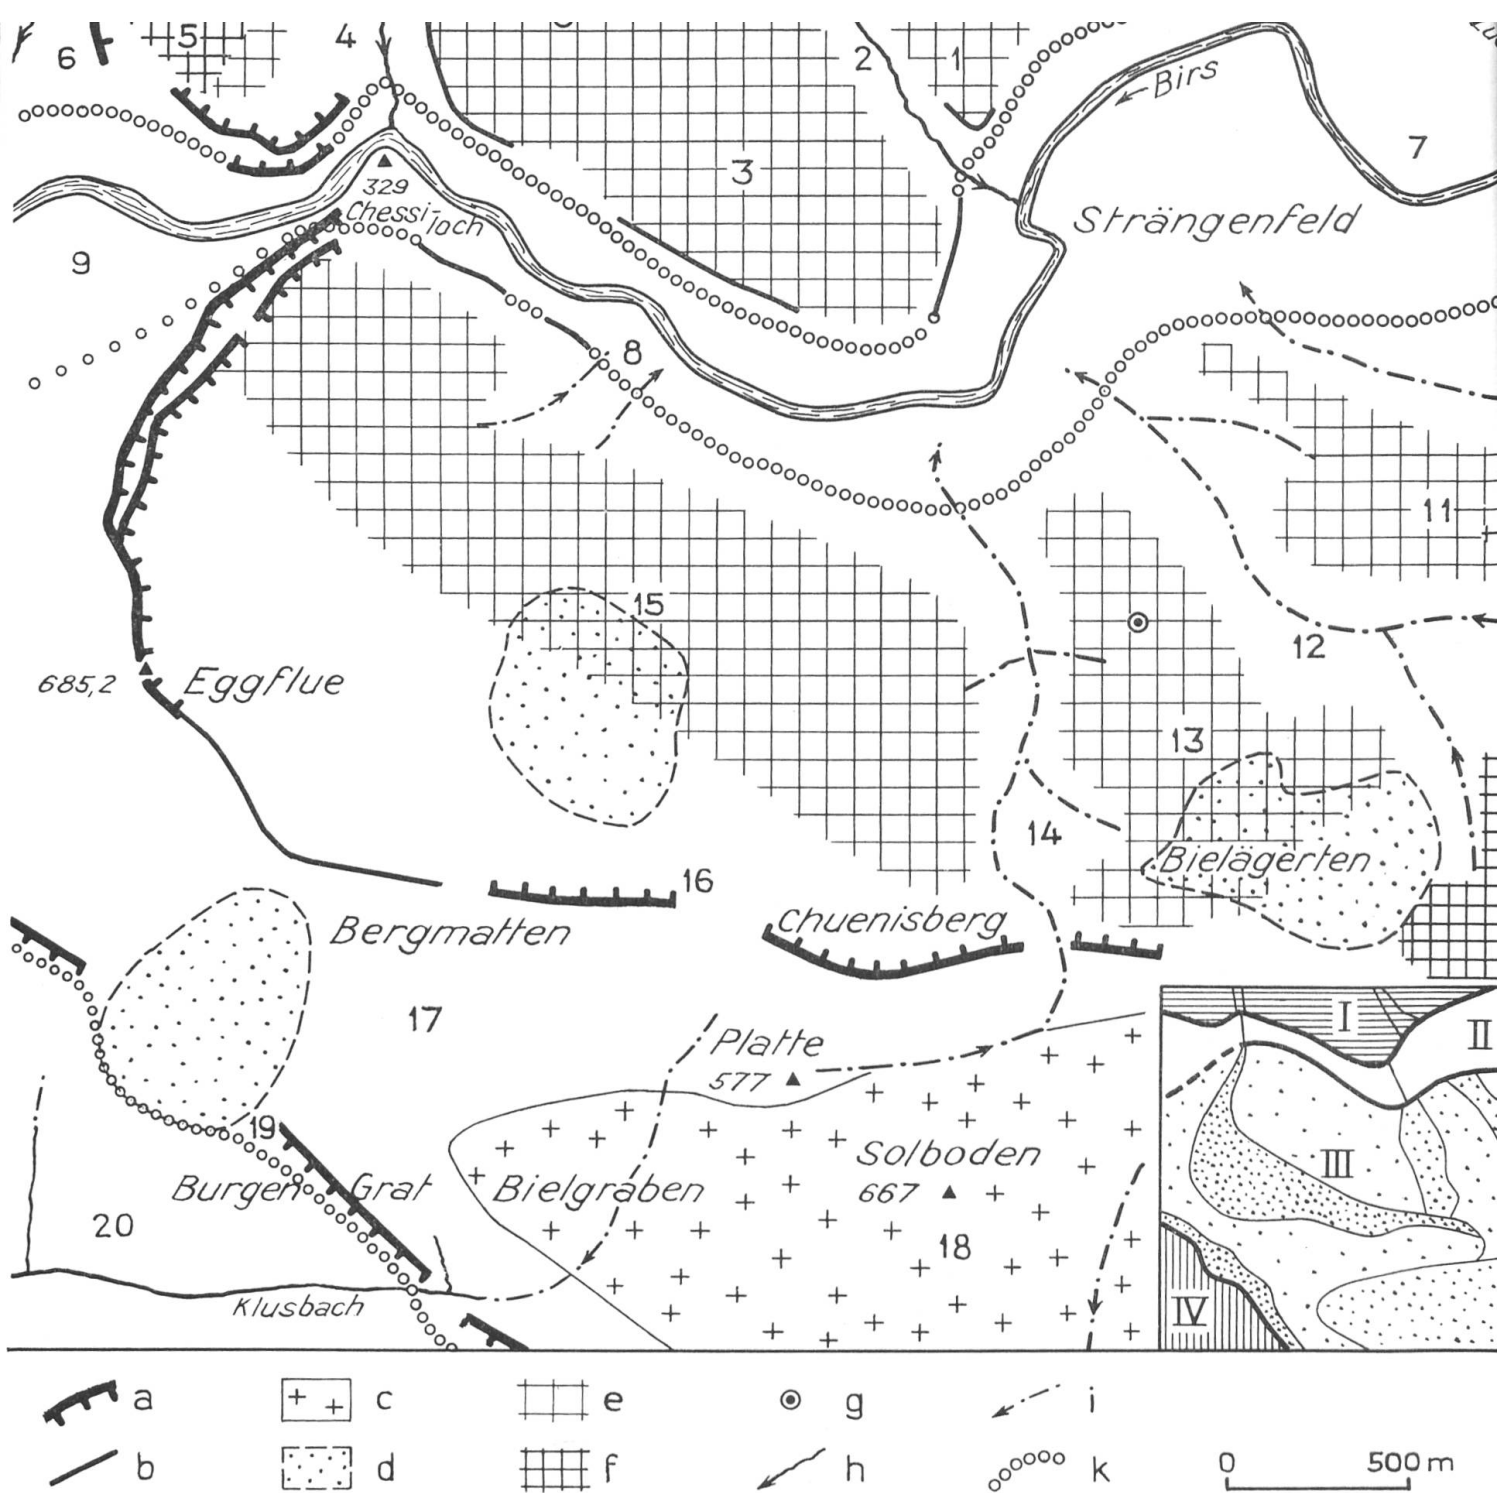 5
4
2
1
6
Birs
7
3
329
Chessi-
loch
Strängenfeld
9
8
11
15
12
685,2
Eggflue
13
14
Bielägerten
16
Chuenisberg
Bergmatten
17
Platte
577
I
II
III
IV
19
Solboden
667
Burgen
Grat
Bielgraben
20
18
Klusbach
a
c
e
g
i
b
d
f
h
k
0
500 m